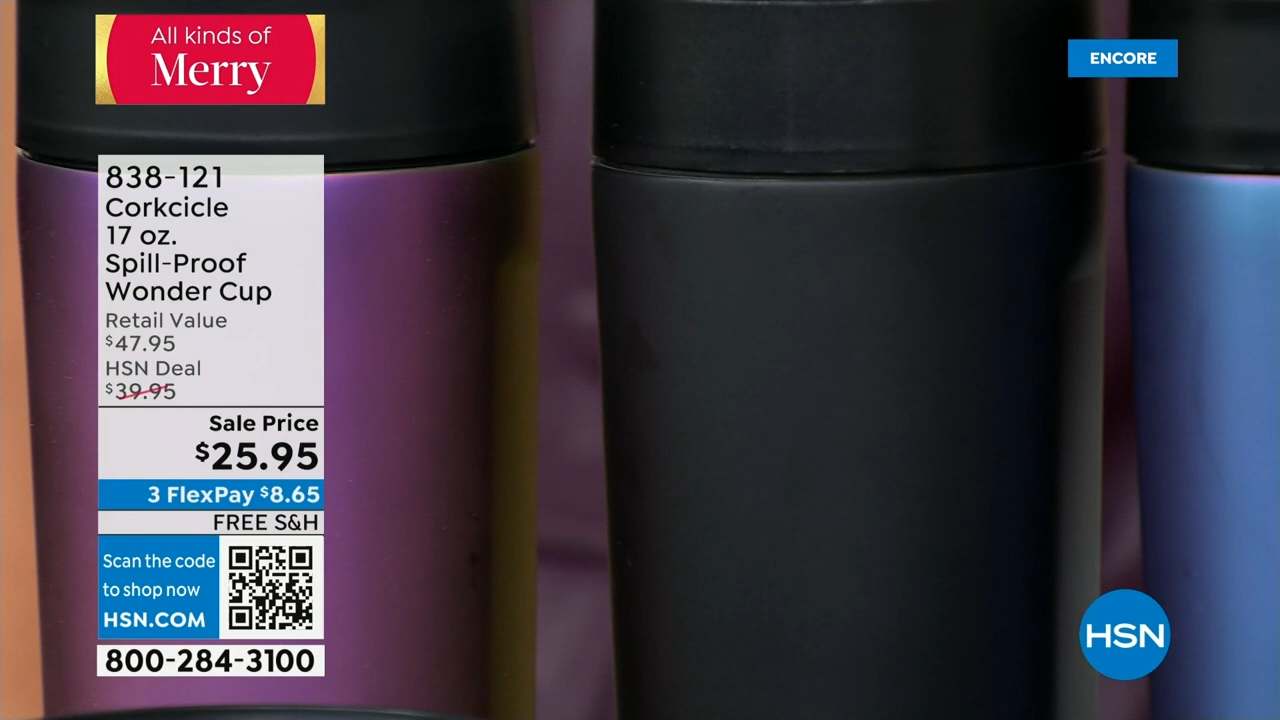 All kinds of
Merry
ENCORE
838-121
Corkcicle
17 oz.
Spill-Proof
Wonder Cup
Retail Value
$47.95
HSN Deal
$39.95
Sale Price
$25.95
3 FlexPay $8.65
FREE S&H
Scan the code
to shop now
HSN.COM
800-284-3100
HSN